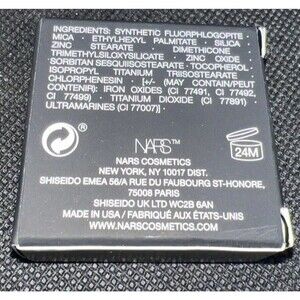 INGREDIENTS: SYNTHETIC FLUORPHLOGOPITE
MICA · ETHYLHEXYL PALMITATE · SILICA
ZINC STEARATE · DIMETHICONE
TRIMETHYLSILOXYSILICATE · ZINC OXIDE
SORBITAN SESQUIISOSTEARATE · TOCOPHEROL
ISOPROPYL TITANIUM TRIISOSTEARATE
CHLORPHENESIN · [+/- (MAY CONTAIN/PEUT
CONTENIR): IRON OXIDES (CI 77491, CI 77492,
CI 77499) · TITANIUM DIOXIDE (CI 77891) ·
ULTRAMARINES (CI 77007)] ·
NARS
24M
NARS COSMETICS
NEW YORK, NY 10017 DIST.
SHISEIDO EMEA 56/A RUE DU FAUBOURG ST-HONORE,
75008 PARIS
SHISEIDO UK LTD WC2B 6AN
MADE IN USA / FABRIQUÉ AUX ÉTATS-UNIS
WWW.NARSCOSMETICS.COM